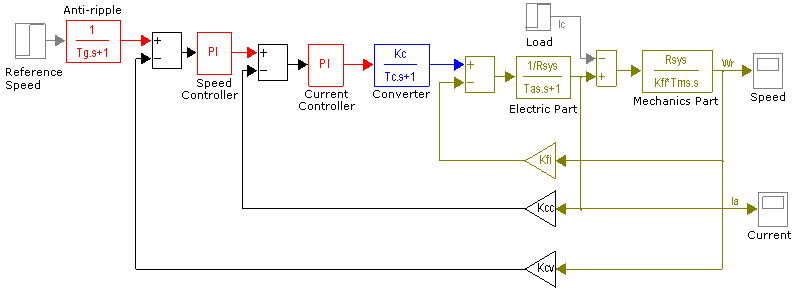 Anti-ripple
1
Tg.s+1
Reference
Speed
+
−
PI
Speed
Controller
+
−
PI
Current
Controller
Kc
Tc.s+1
Converter
+
−
1/Rsys
Tas.s+1
Electric Part
Ic
Load
−
+
Rsys
Kfi*Tms.s
Mechanics Part
Wr
Speed
Kfi
Kcc
Ia
Current
Kcv